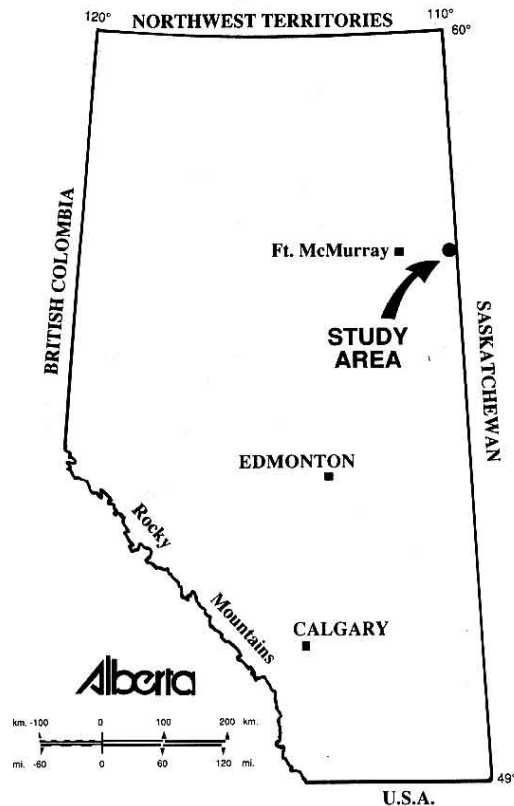 120°
NORTHWEST TERRITORIES
110°
60°
BRITISH COLOMBIA
Ft. McMurray
STUDY
AREA
SASKATCHEWAN
EDMONTON
Rocky
Mountains
CALGARY
Alberta
km. -100 0 100 200 km.
mi. -60 0 60 120 mi.
49°
U.S.A.